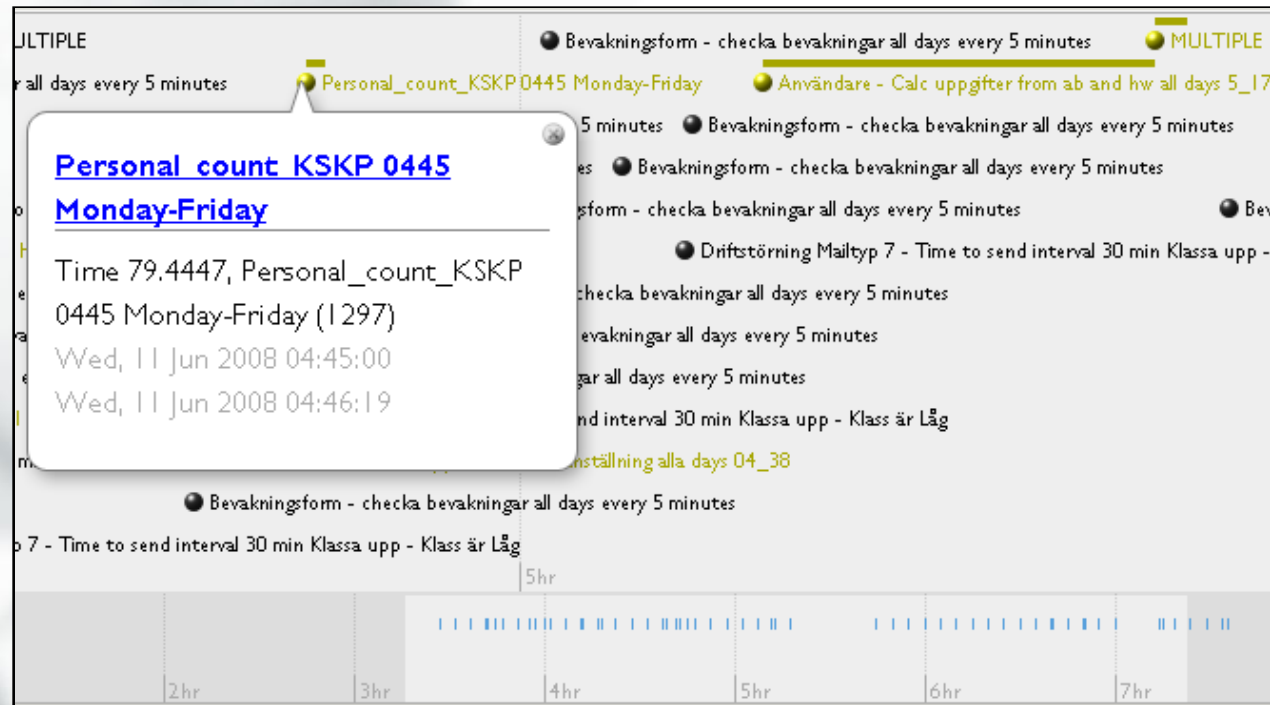 MULTIPLE
Bevakningsform - checka bevakningar all days every 5 minutes
MULTIPLE
all days every 5 minutes
Personal_count_KSKP 0445 Monday-Friday
Användare - Calc uppgifter from ab and hw all days 5_17
5 minutes
Bevakningsform - checka bevakningar all days every 5 minutes
Personal_count_KSKP 0445
Monday-Friday
Bevakningsform - checka bevakningar all days every 5 minutes
- checka bevakningar all days every 5 minutes
Time 79.4447, Personal_count_KSKP
0445 Monday-Friday (1297)
Wed, 11 Jun 2008 04:45:00
Wed, 11 Jun 2008 04:46:19
Driftstörning Mailtyp 7 - Time to send interval 30 min Klassa upp -
checka bevakningar all days every 5 minutes
evakningar all days every 5 minutes
all days every 5 minutes
interval 30 min Klassa upp - Klass är Låg
nställning alla days 04_38
Bevakningsform - checka bevakningar all days every 5 minutes
7 - Time to send interval 30 min Klassa upp - Klass är Låg
5hr
2hr 3hr 4hr 5hr 6hr 7hr